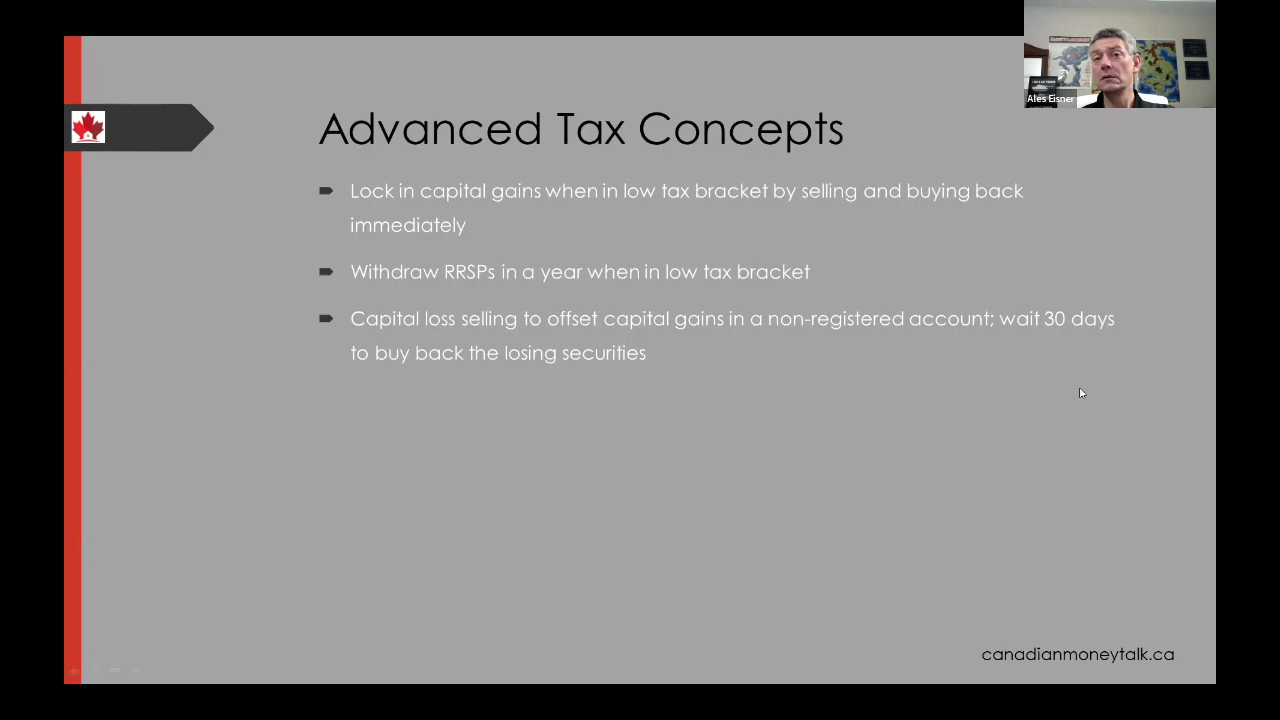 Ales Eisner
Advanced Tax Concepts
Lock in capital gains when in low tax bracket by selling and buying back
immediately
Withdraw RRSPs in a year when in low tax bracket
Capital loss selling to offset capital gains in a non-registered account; wait 30 days
to buy back the losing securities
canadianmoneytalk.ca